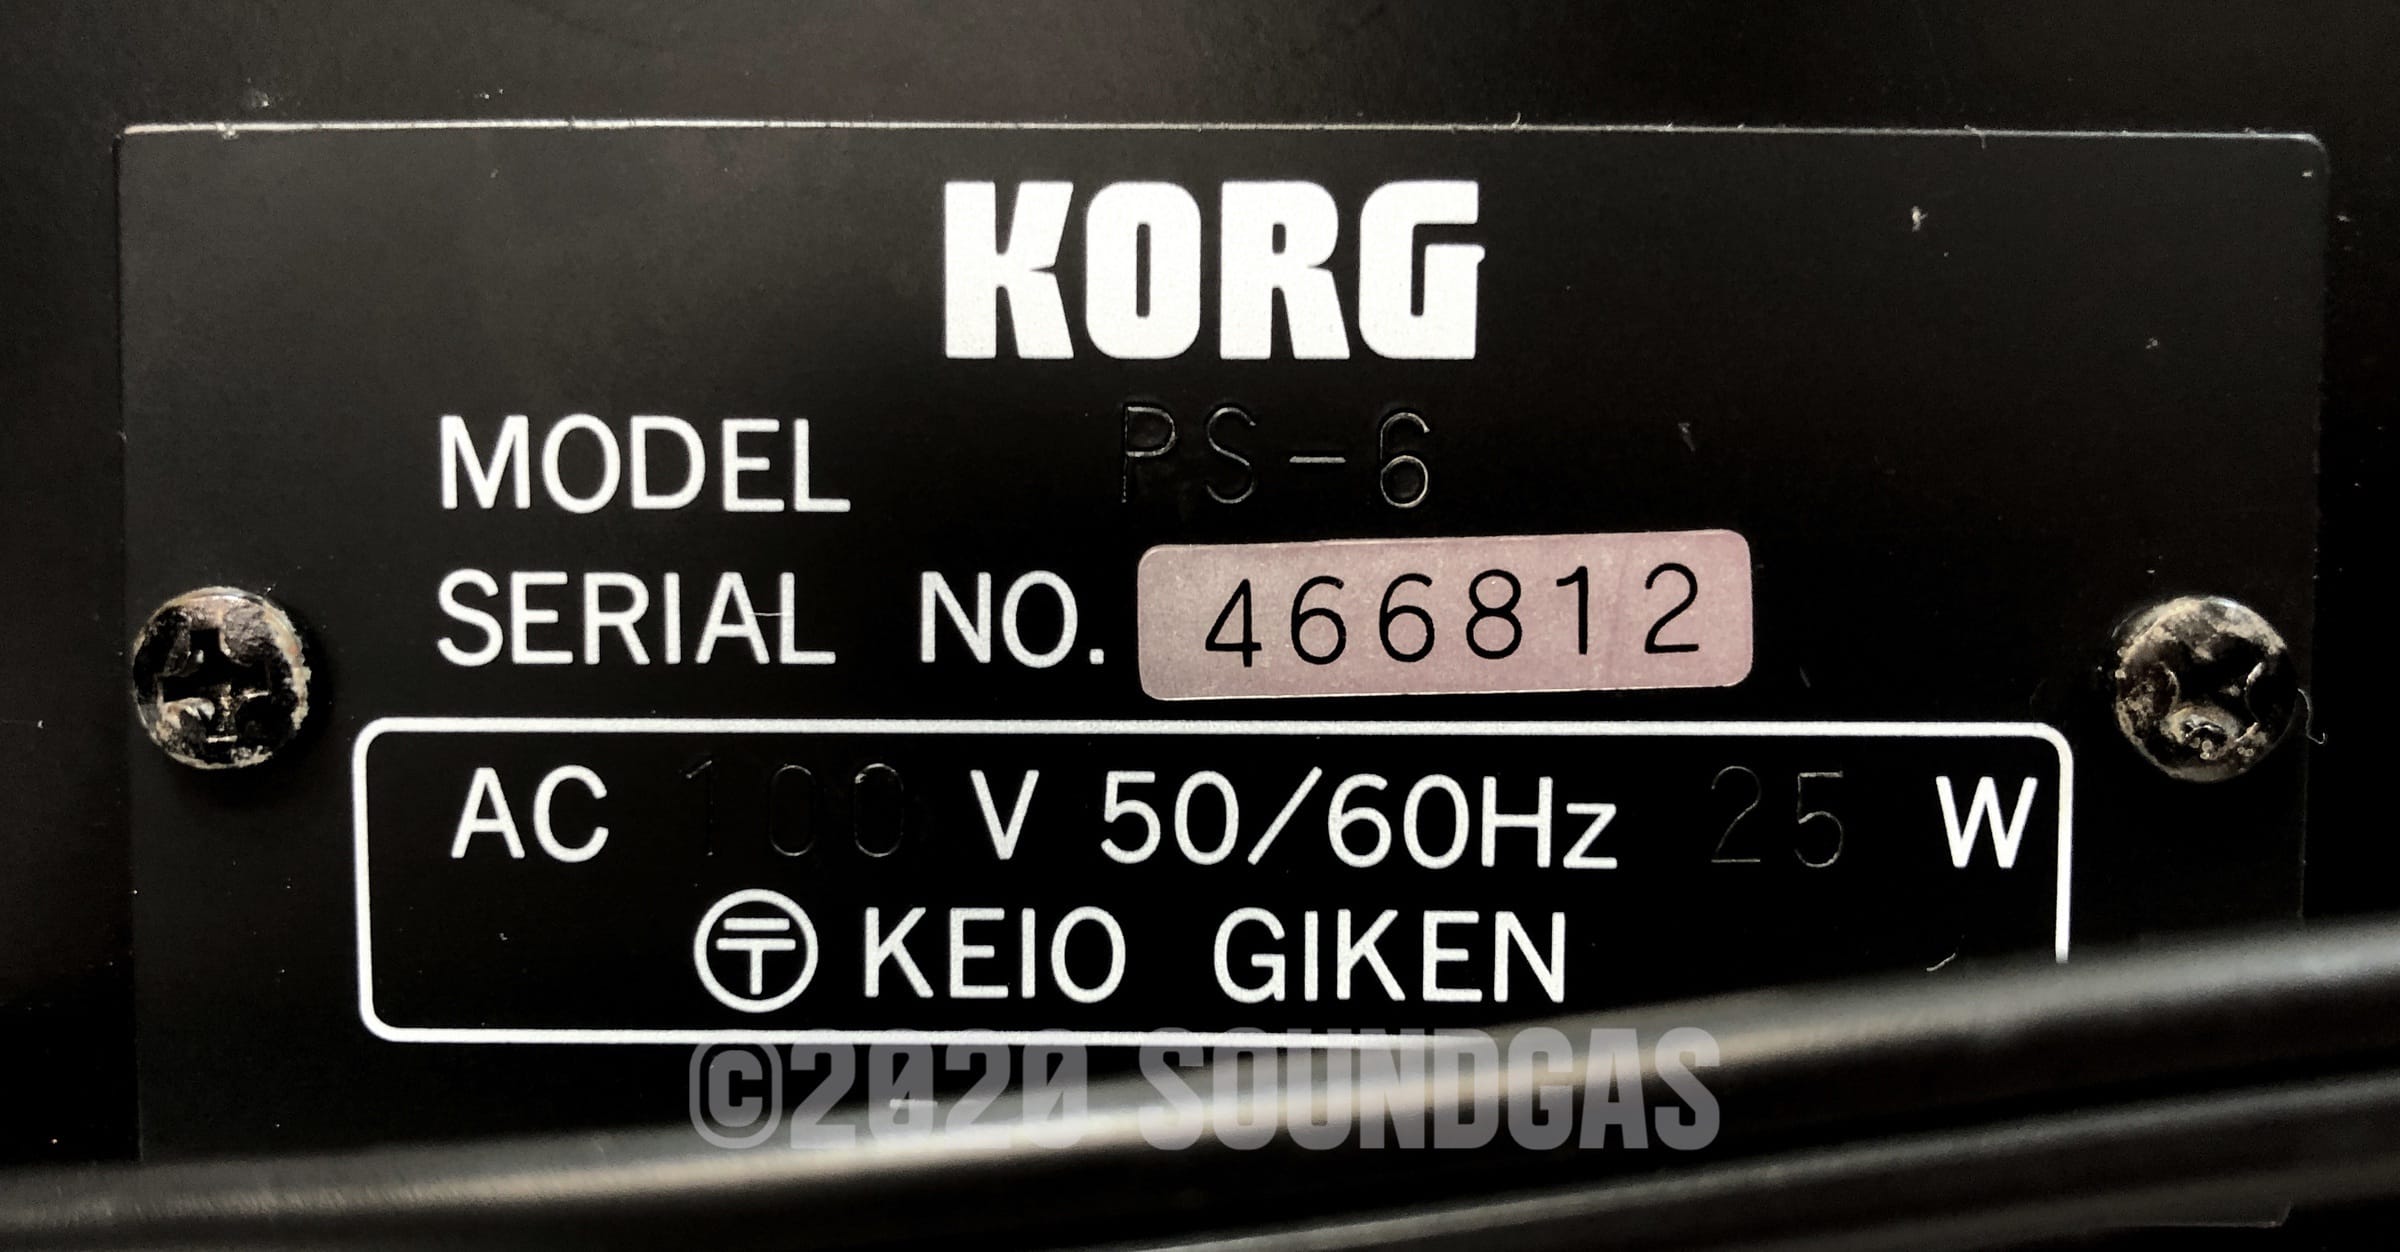 KORG
MODEL PS-6
SERIAL NO. 466812
AC 100 V 50/60Hz 25 W
〶 KEIO GIKEN
©2020 SOUNDGAS